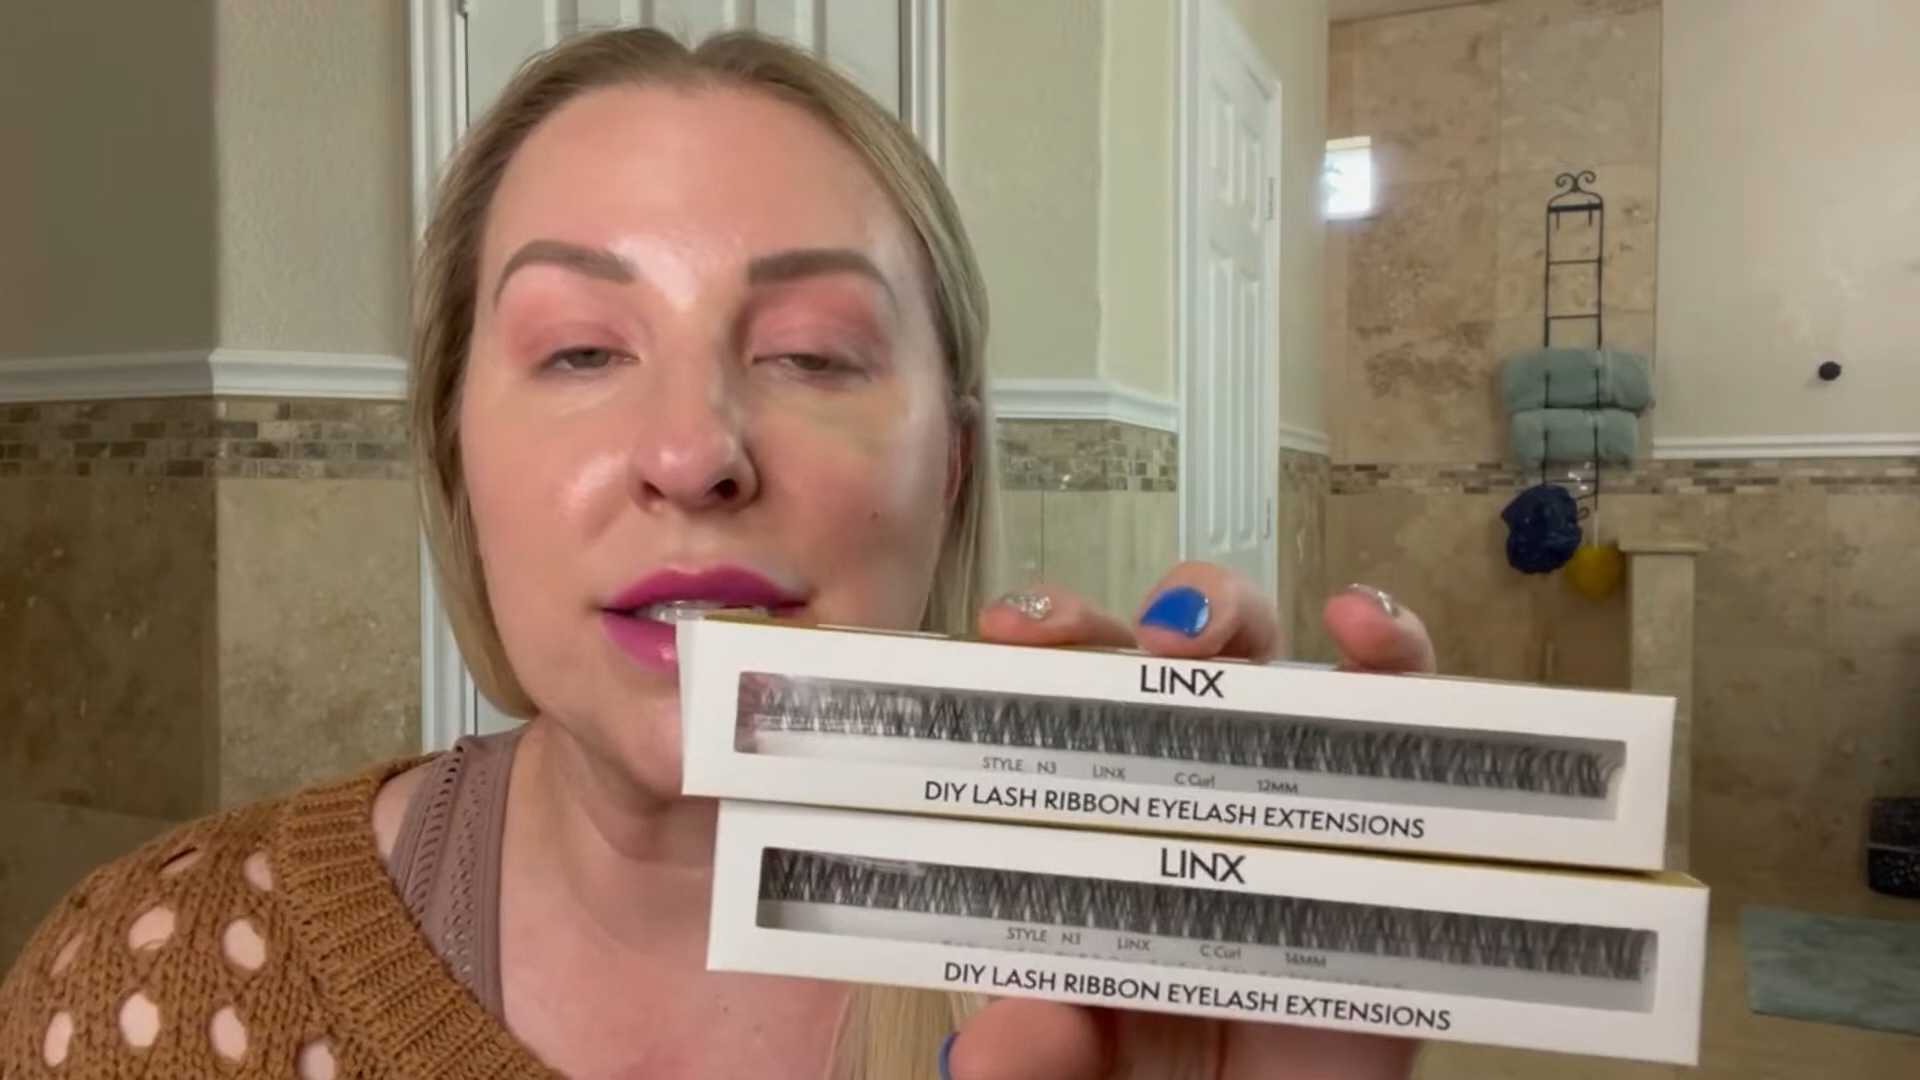 LINX
STYLE N3 LINX C Curl 12MM
DIY LASH RIBBON EYELASH EXTENSIONS
LINX
STYLE N3 LINX C Curl 14MM
DIY LASH RIBBON EYELASH EXTENSIONS